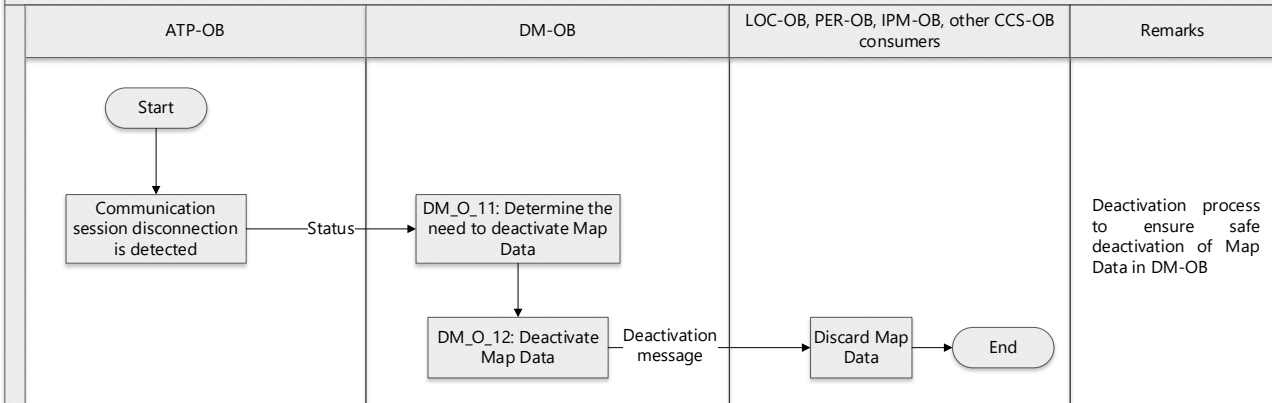 ATP-OB
DM-OB
LOC-OB, PER-OB, IPM-OB, other CCS-OB
consumers
Remarks
Start
Communication
session disconnection
is detected
Status
DM_O_11: Determine the
need to deactivate Map
Data
Deactivation process
to ensure safe
deactivation of Map
Data in DM-OB
DM_O_12: Deactivate
Map Data
Deactivation
message
Discard Map
Data
End